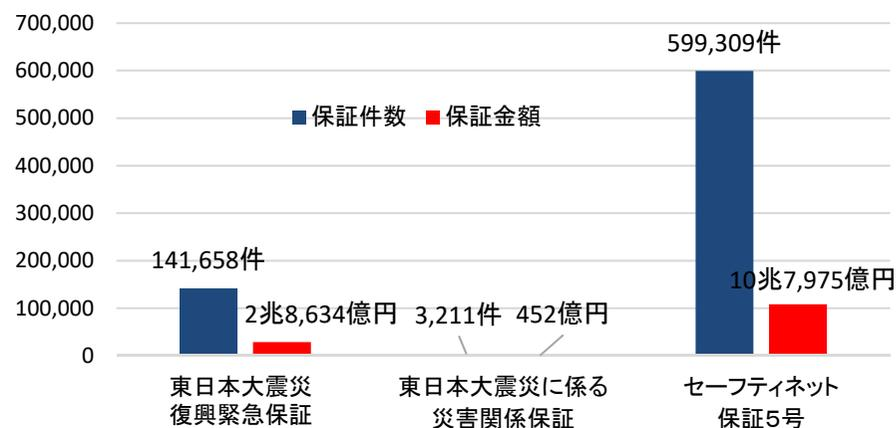 700,000
600,000
500,000
400,000
300,000
200,000
100,000
0
保証件数 保証金額
141,658件
2兆8,634億円
3,211件
452億円
599,309件
10兆7,975億円
東日本大震災
復興緊急保証
東日本大震災に係る
災害関係保証
セーフティネット
保証5号